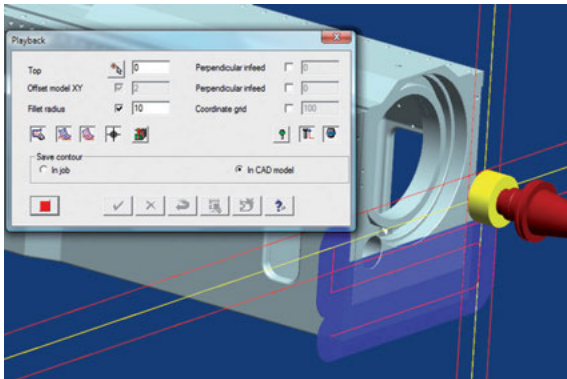 Playback
Top 0 Perpendicular infeed 0
Offset model XY 2 Perpendicular infeed 0
Fillet radius 10 Coordinate grid 100
Save contour
In job In CAD model